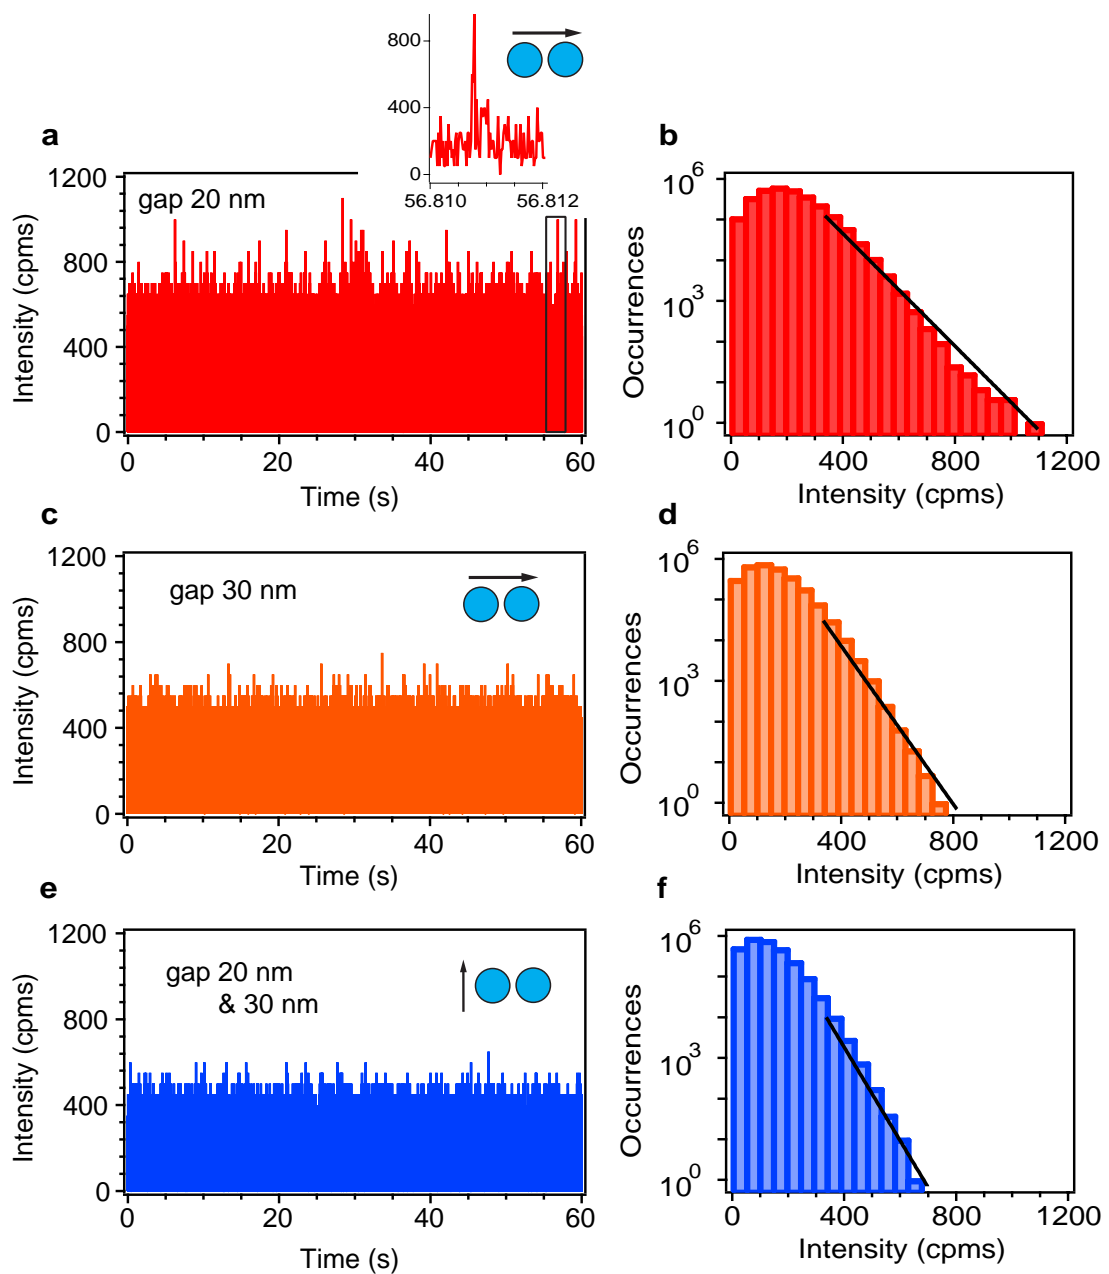 800
400
0
56.810 56.812
a
1200
800
400
0
gap 20 nm
Intensity (cpms)
0 20 40 60
Time (s)
b
10^6
10^3
10^0
Occurrences
0 400 800 1200
Intensity (cpms)
c
1200
800
400
0
gap 30 nm
Intensity (cpms)
0 20 40 60
Time (s)
d
10^6
10^3
10^0
Occurrences
0 400 800 1200
Intensity (cpms)
e
1200
800
400
0
gap 20 nm
& 30 nm
Intensity (cpms)
0 20 40 60
Time (s)
f
10^6
10^3
10^0
Occurrences
0 400 800 1200
Intensity (cpms)